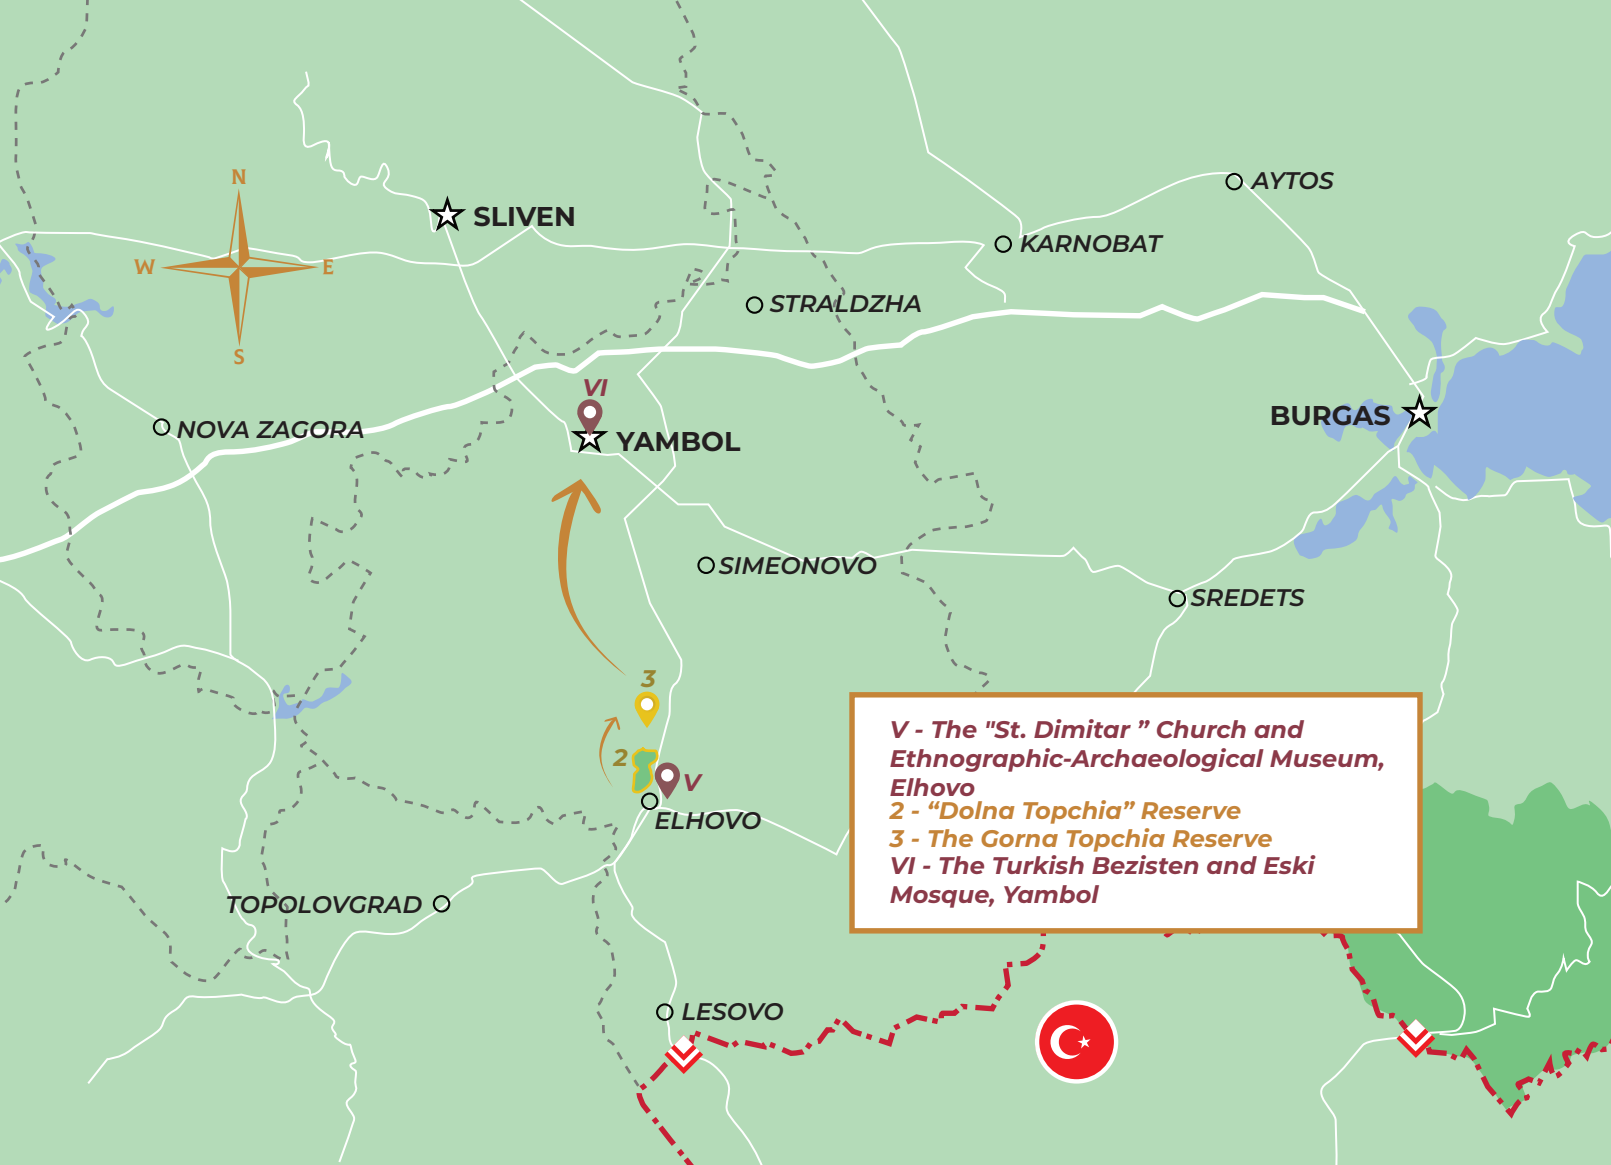 N
AYTOS
SLIVEN
KARNOBAT
W
E
STRALDZHA
S
VI
BURGAS
NOVA ZAGORA
YAMBOL
SIMEONOVO
SREDETS
3
V - The "St. Dimitar ” Church and
Ethnographic-Archaeological Museum,
Elhovo
2 - “Dolna Topchia” Reserve
3 - The Gorna Topchia Reserve
VI - The Turkish Bezisten and Eski
Mosque, Yambol
2
V
ELHOVO
TOPOLOVGRAD
LESOVO